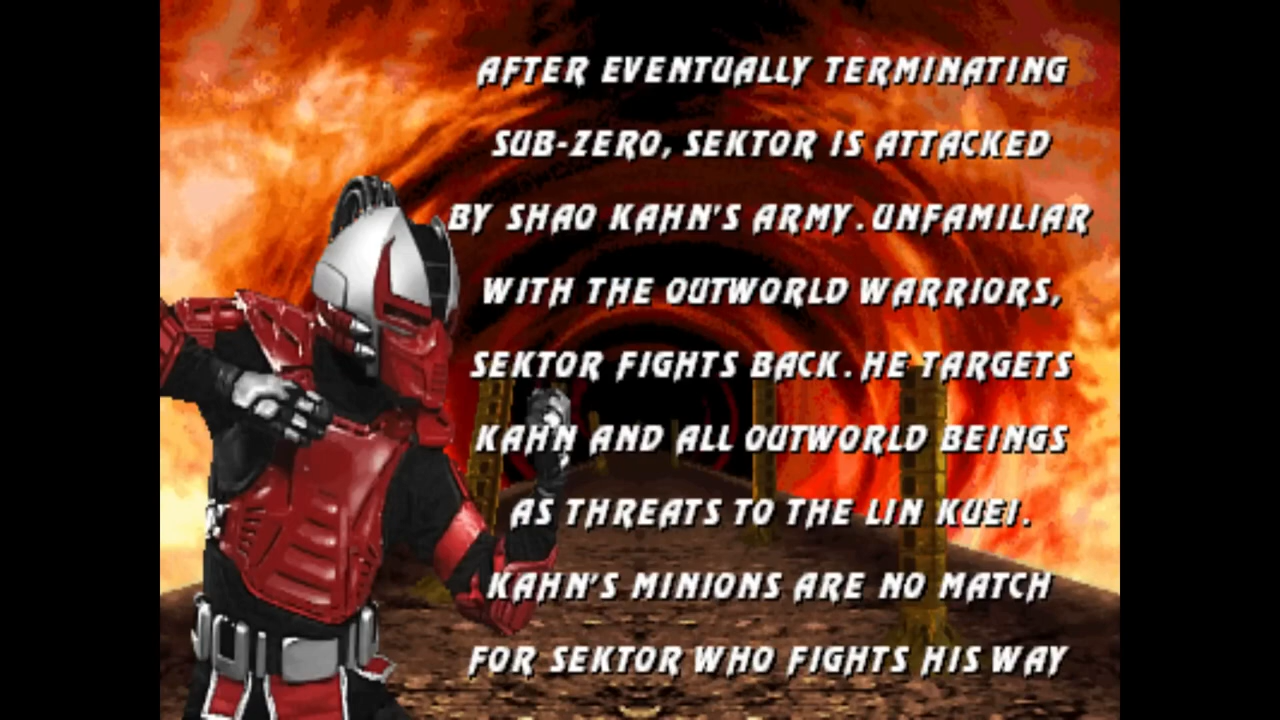 AFTER EVENTUALLY TERMINATING
SUB-ZERO, SEKTOR IS ATTACKED
BY SHAO KAHN'S ARMY. UNFAMILIAR
WITH THE OUTWORLD WARRIORS,
SEKTOR FIGHTS BACK. HE TARGETS
KAHN AND ALL OUTWORLD BEINGS
AS THREATS TO THE LIN KUEI.
KAHN'S MINIONS ARE NO MATCH
FOR SEKTOR WHO FIGHTS HIS WAY